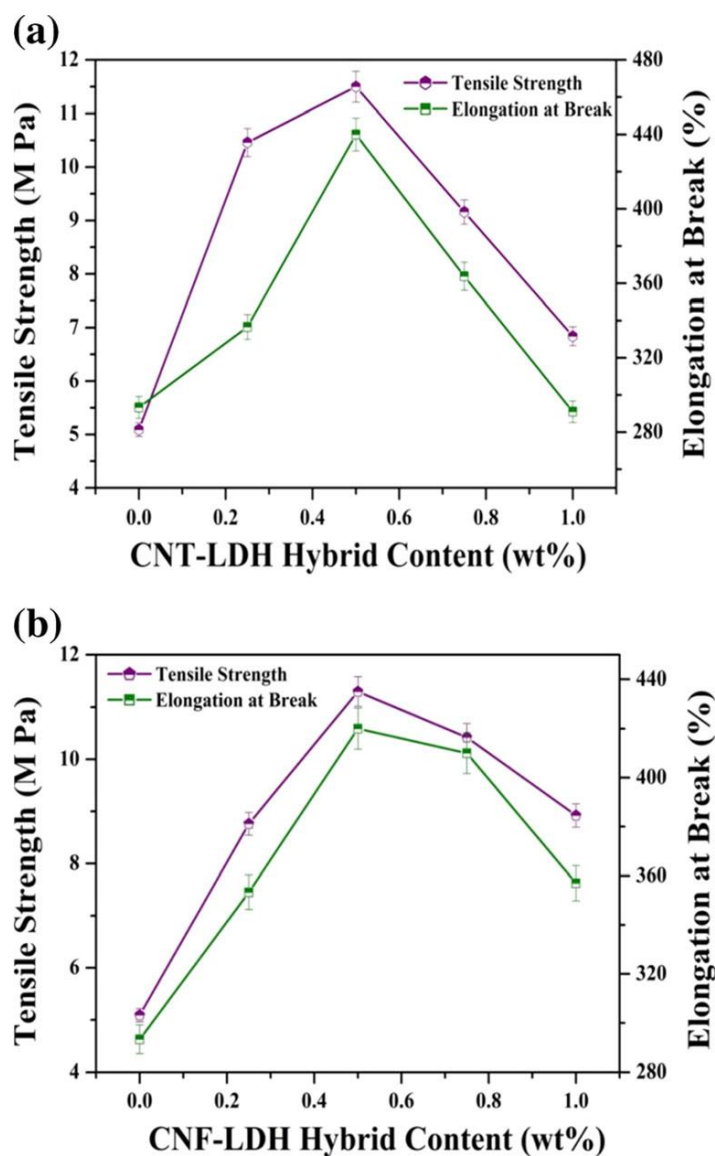 (a)
12
11
10
9
8
7
6
5
4
Tensile Strength (M Pa)
Tensile Strength
Elongation at Break
480
440
400
360
320
280
Elongation at Break (%)
0.0 0.2 0.4 0.6 0.8 1.0
CNT-LDH Hybrid Content (wt%)
(b)
12
10
8
6
4
Tensile Strength (M Pa)
Tensile Strength
Elongation at Break
440
400
360
320
280
Elongation at Break (%)
0.0 0.2 0.4 0.6 0.8 1.0
CNF-LDH Hybrid Content (wt%)